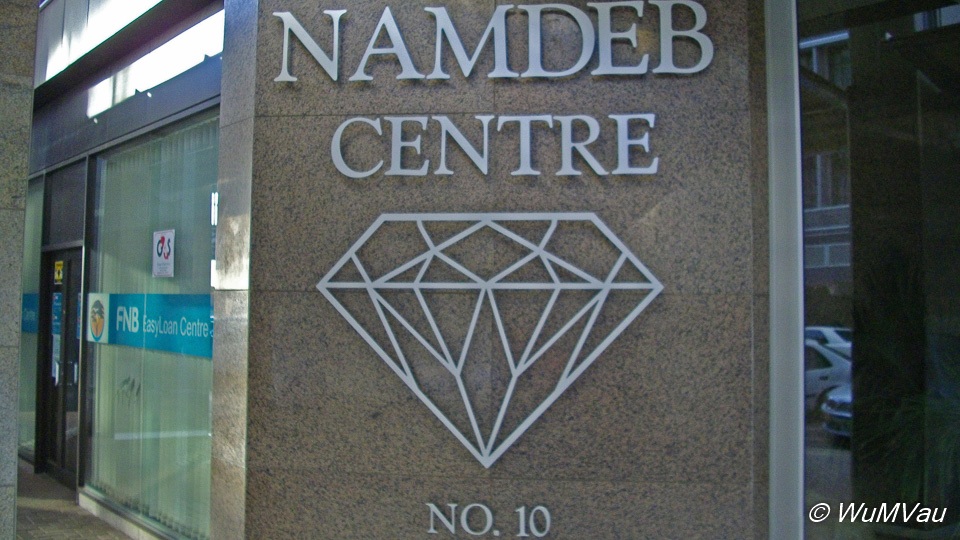 NAMDEB
CENTRE
G4S
FNB EasyLoan Centre
NO. 10
© WuMVau